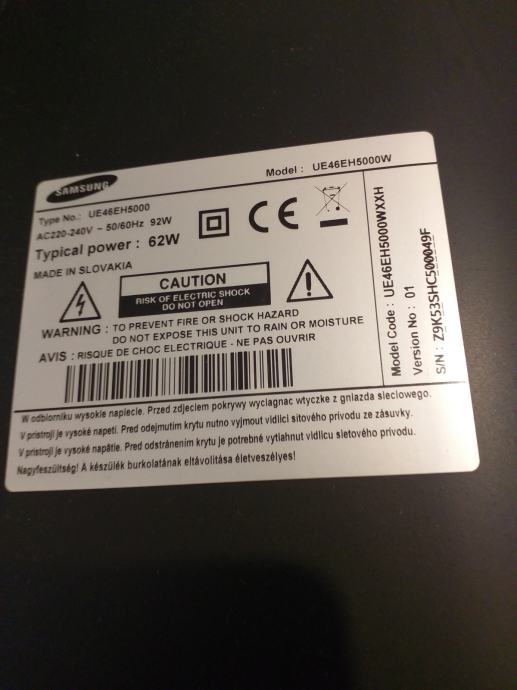 SAMSUNG
Model : UE46EH5000W
Type No.: UE46EH5000
AC220-240V ~ 50/60Hz 92W
Typical power : 62W
MADE IN SLOVAKIA
CE
CAUTION
RISK OF ELECTRIC SHOCK
DO NOT OPEN
WARNING : TO PREVENT FIRE OR SHOCK HAZARD
DO NOT EXPOSE THIS UNIT TO RAIN OR MOISTURE
AVIS : RISQUE DE CHOC ELECTRIQUE - NE PAS OUVRIR
Model Code : UE46EH5000WXXH
Version No : 01
S/N : Z9K53SHC500049F
W odbiorniku wysokie napiecie. Przed zdjeciem pokrywy wyciagnac wtyczke z gniazda sieciowego.
V přístroji je vysoké napětí. Před odejmutím krytu nutno vyjmout vidlici síťového přívodu ze zásuvky.
V prístroji je vysoké napätie. Pred odstránením krytu je potrebné vytiahnuť vidlicu sieťového prívodu.
Nagyfeszültség! A készülék burkolatának eltávolítása életveszélyes!